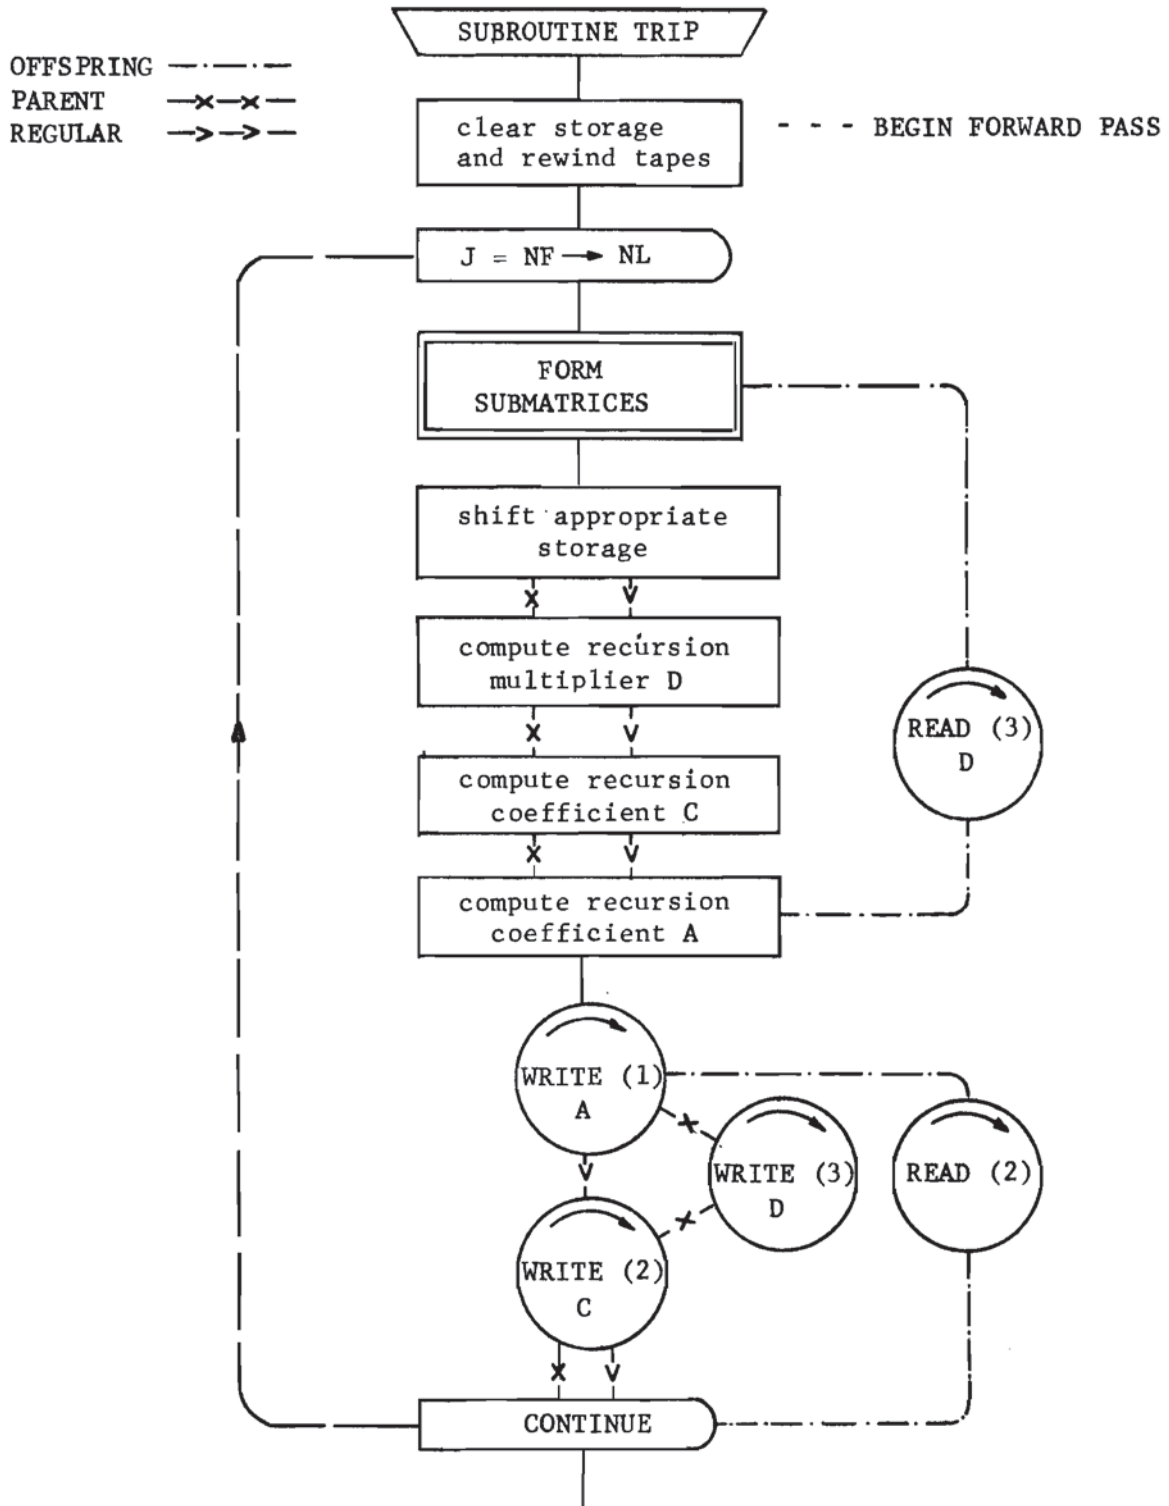 SUBROUTINE TRIP
OFFSPRING
PARENT
REGULAR
clear storage
and rewind tapes
- - - BEGIN FORWARD PASS
J = NF → NL
FORM
SUBMATRICES
shift appropriate
storage
compute recursion
multiplier D
READ (3)
D
compute recursion
coefficient C
compute recursion
coefficient A
WRITE (1)
A
WRITE (3)
D
READ (2)
WRITE (2)
C
CONTINUE